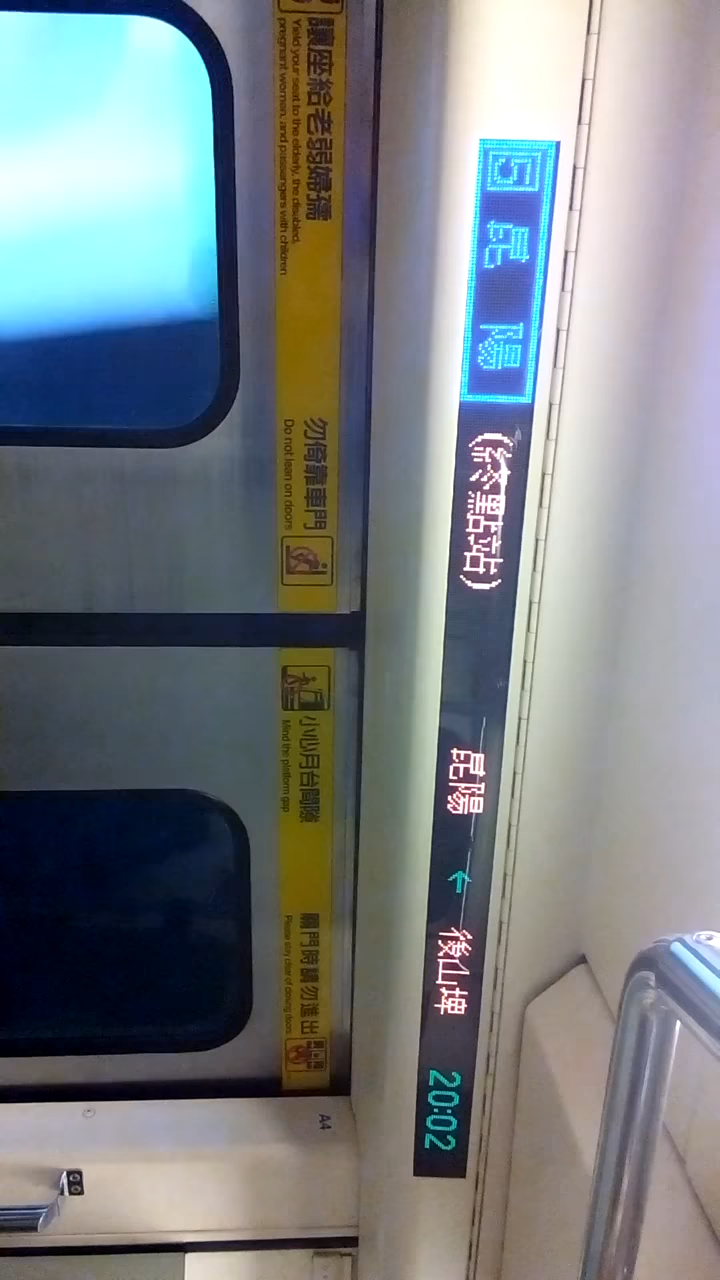 讓座給老弱婦孺
Yield your seat to the elderly, the disabled,
pregnant women, and passengers with children
勿倚靠車門
Do not lean on doors
小心月台間隙
Mind the platform gap
關門時請勿進出
Please stay clear of closing doors
5 昆陽 (終點站) 昆陽 ← 後山埤 20:02
A4